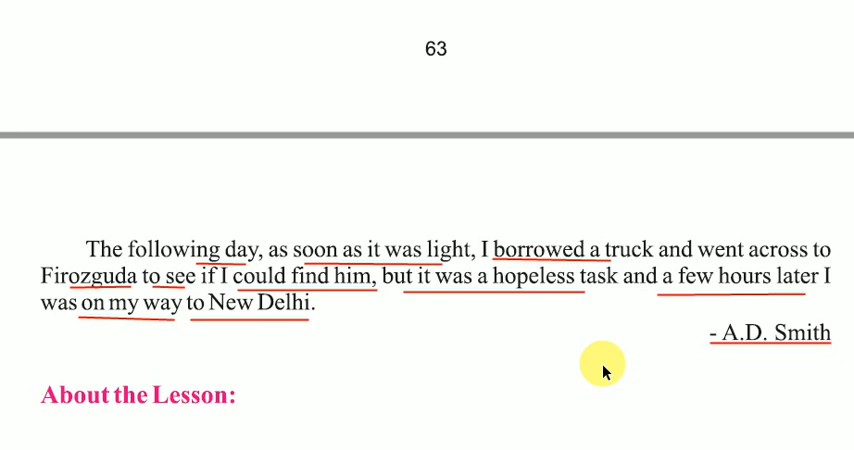 63
The following day, as soon as it was light, I borrowed a truck and went across to
Firozguda to see if I could find him, but it was a hopeless task and a few hours later I
was on my way to New Delhi.
- A.D. Smith
About the Lesson: